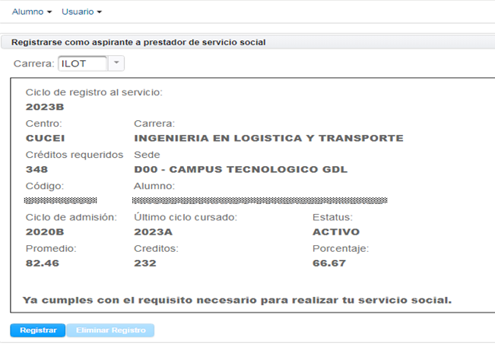 Alumno Usuario
Registrarse como aspirante a prestador de servicio social
Carrera: ILOT
Ciclo de registro al servicio:
2023B
Centro: Carrera:
CUCEI INGENIERIA EN LOGISTICA Y TRANSPORTE
Créditos requeridos Sede
348 D00 - CAMPUS TECNOLOGICO GDL
Código: Alumno:
Ciclo de admisión: Último ciclo cursado: Estatus:
2020B 2023A ACTIVO
Promedio: Creditos: Porcentaje:
82.46 232 66.67
Ya cumples con el requisito necesario para realizar tu servicio social.
Registrar Eliminar Registro